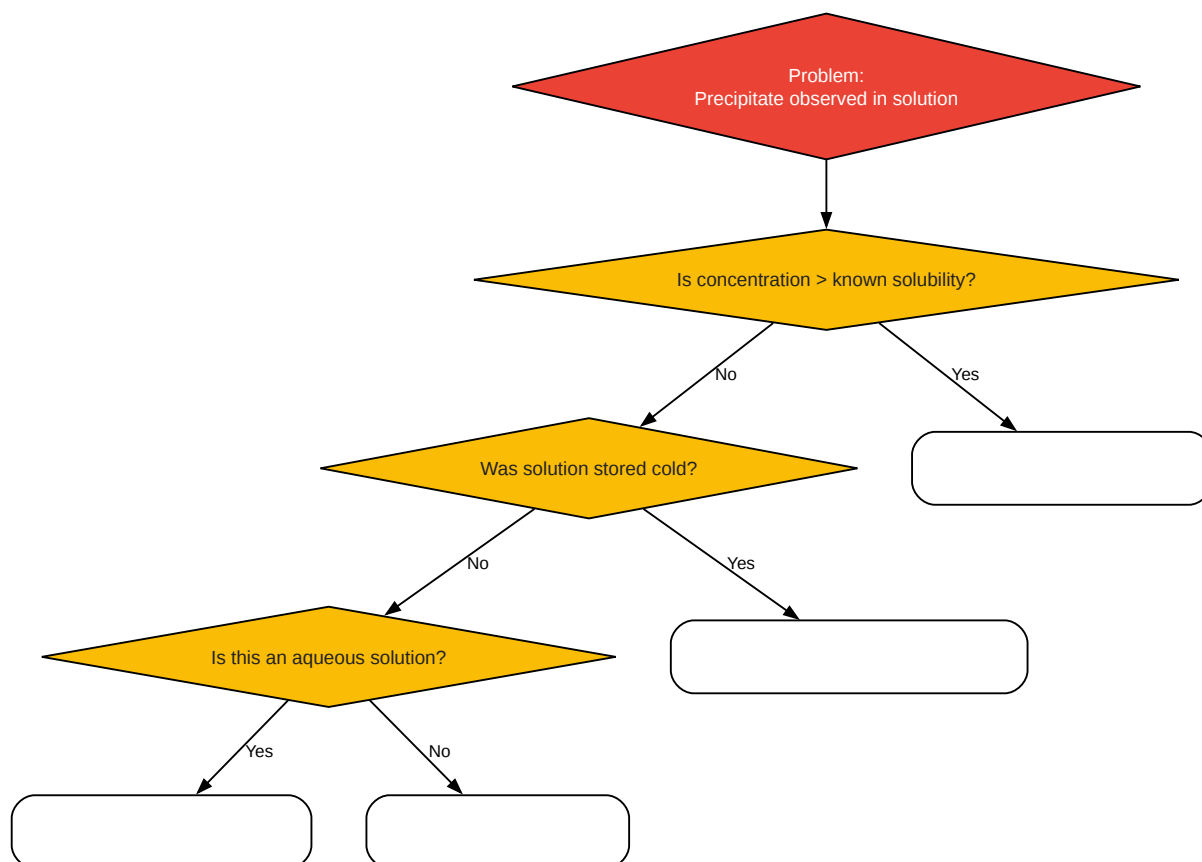 Problem:
Precipitate observed in solution
Is concentration > known solubility?
No
Yes
Was solution stored cold?
No
Yes
Is this an aqueous solution?
Yes
No